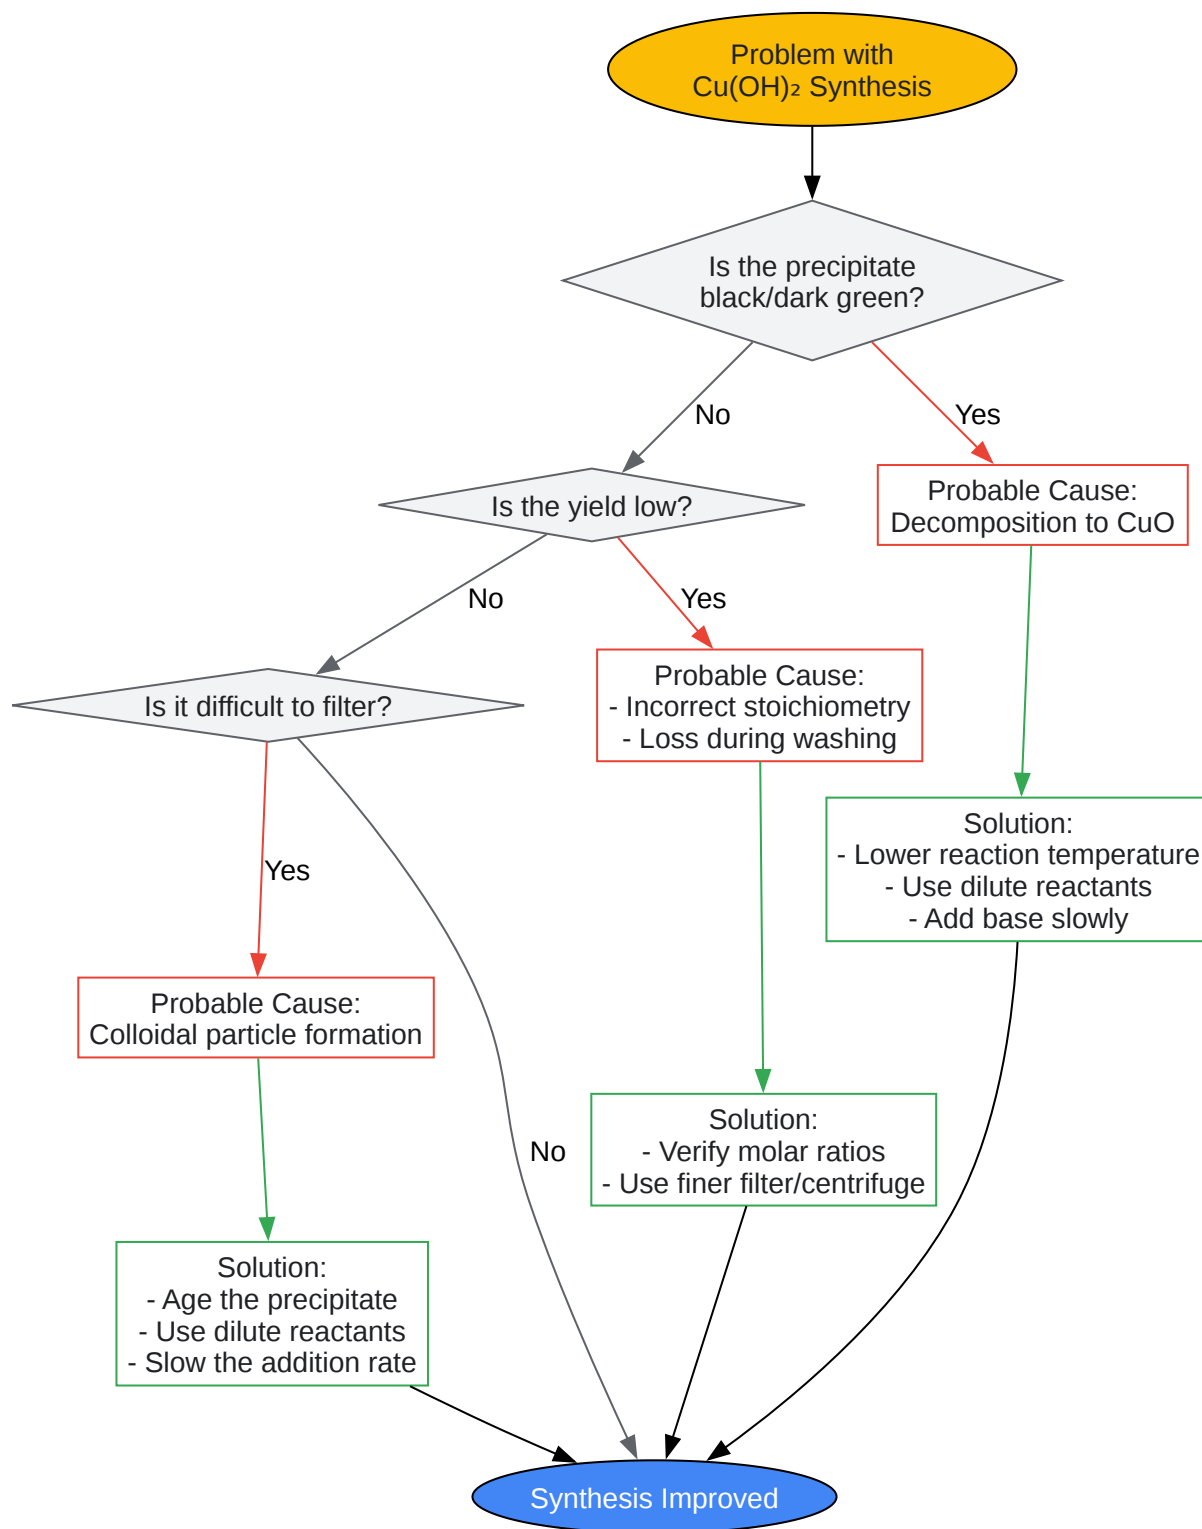 Problem with
Cu(OH)₂ Synthesis
Is the precipitate
black/dark green?
No
Yes
Is the yield low?
Probable Cause:
Decomposition to CuO
No
Yes
Is it difficult to filter?
Probable Cause:
- Incorrect stoichiometry
- Loss during washing
Solution:
- Lower reaction temperature
- Use dilute reactants
- Add base slowly
Yes
Probable Cause:
Colloidal particle formation
No
Solution:
- Verify molar ratios
- Use finer filter/centrifuge
Solution:
- Age the precipitate
- Use dilute reactants
- Slow the addition rate
Synthesis Improved